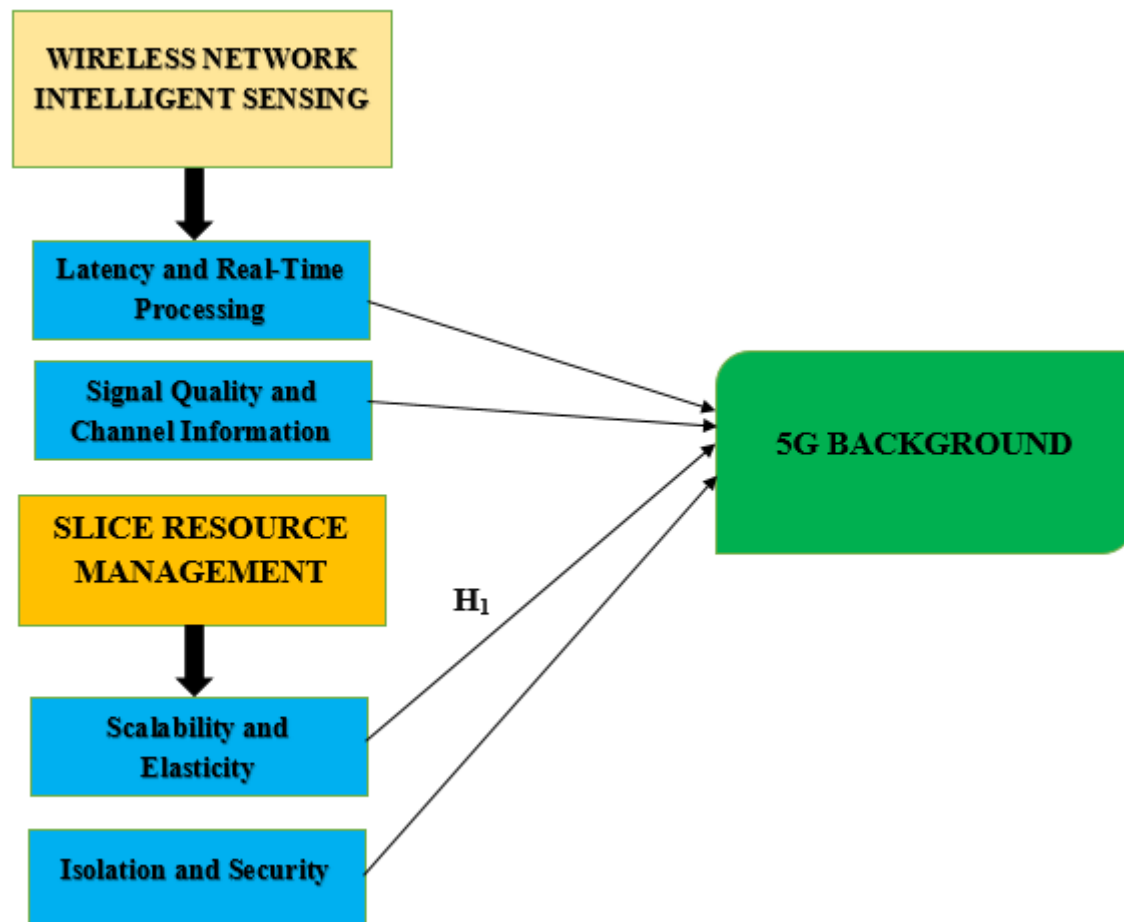 WIRELESS NETWORK
INTELLIGENT SENSING
Latency and Real-Time
Processing
Signal Quality and
Channel Information
5G BACKGROUND
SLICE RESOURCE
MANAGEMENT
H₁
Scalability and
Elasticity
Isolation and Security